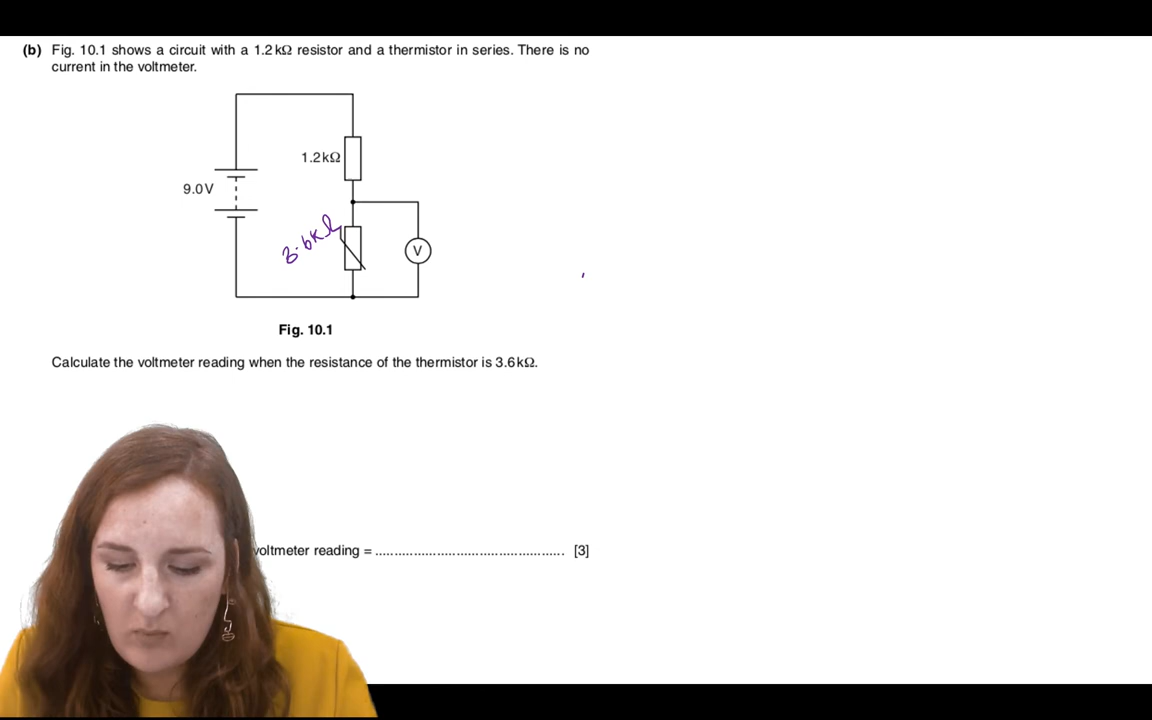 (b) Fig. 10.1 shows a circuit with a 1.2 kΩ resistor and a thermistor in series. There is no
current in the voltmeter.
1.2 kΩ
9.0 V
3.6kΩ
V
Fig. 10.1
Calculate the voltmeter reading when the resistance of the thermistor is 3.6 kΩ.
voltmeter reading = .................................................. [3]